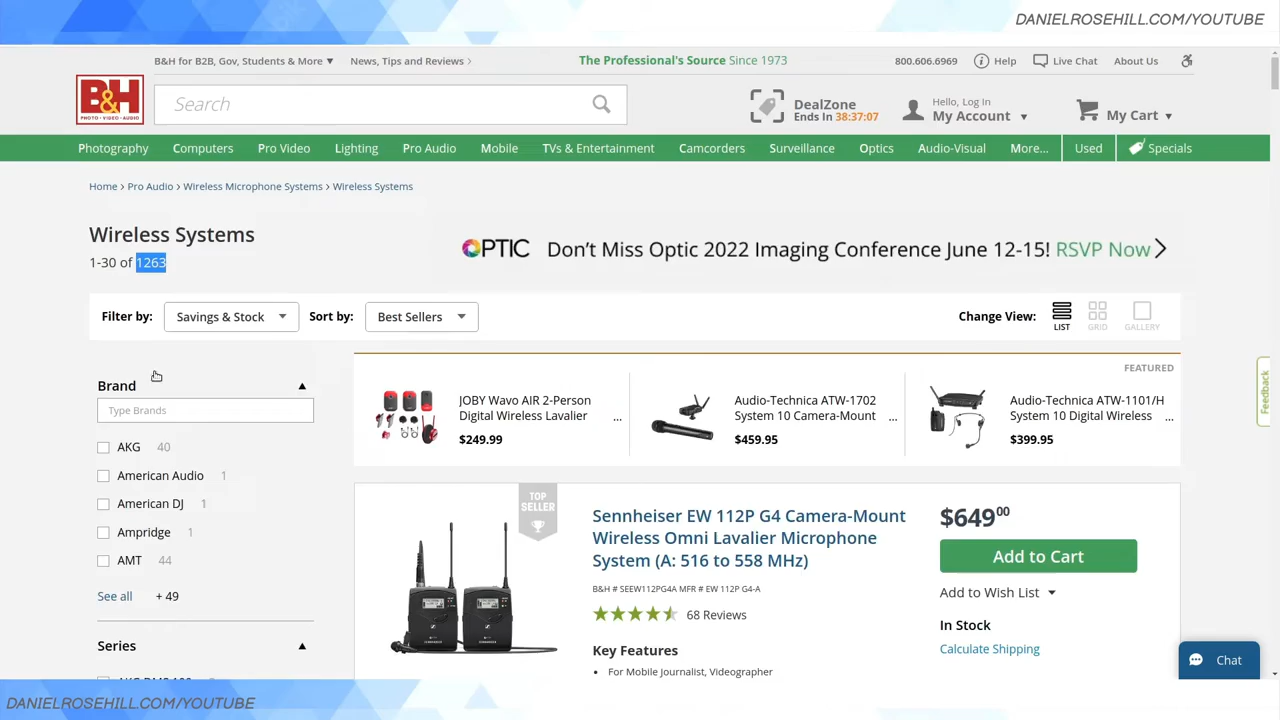 DANIELROSEHILL.COM/YOUTUBE
B&H for B2B, Gov, Students & More ▼
News, Tips and Reviews >
The Professional's Source Since 1973
800.606.6969
Help
Live Chat
About Us
B&H
PHOTO · VIDEO · AUDIO
Search
DealZone
Ends In 38:37:07
Hello, Log In
My Account ▼
My Cart ▼
Photography
Computers
Pro Video
Lighting
Pro Audio
Mobile
TVs & Entertainment
Camcorders
Surveillance
Optics
Audio-Visual
More...
Used
Specials
Home > Pro Audio > Wireless Microphone Systems > Wireless Systems
Wireless Systems
1-30 of 1263
OPTIC Don't Miss Optic 2022 Imaging Conference June 12-15! RSVP Now
Filter by:
Savings & Stock
Sort by:
Best Sellers
Change View:
LIST
GRID
GALLERY
Brand
Type Brands
AKG 40
American Audio 1
American DJ 1
Ampridge 1
AMT 44
See all + 49
Series
FEATURED
JOBY Wavo AIR 2-Person
Digital Wireless Lavalier ...
$249.99
Audio-Technica ATW-1702
System 10 Camera-Mount ...
$459.95
Audio-Technica ATW-1101/H
System 10 Digital Wireless ...
$399.95
Feedback
TOP
SELLER
Sennheiser EW 112P G4 Camera-Mount
Wireless Omni Lavalier Microphone
System (A: 516 to 558 MHz)
B&H # SEEW112PG4A MFR # EW 112P G4-A
68 Reviews
Key Features
• For Mobile Journalist, Videographer
$649.00
Add to Cart
Add to Wish List
In Stock
Calculate Shipping
Chat
DANIELROSEHILL.COM/YOUTUBE